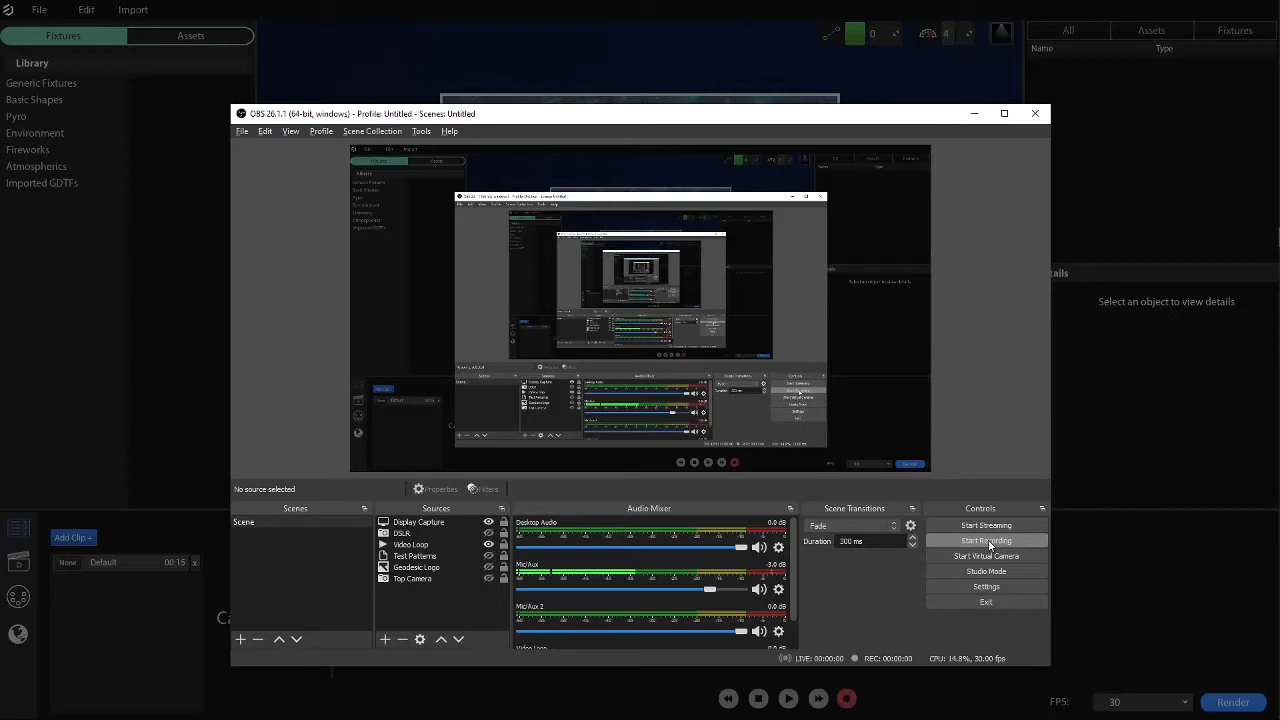 File Edit Import
Fixtures Assets
Library
Generic Fixtures
Basic Shapes
Pyro
Environment
Fireworks
Atmospherics
Imported GDTFs
0 4
All Assets Fixtures
Name Type
OBS 26.1.1 (64-bit, windows) - Profile: Untitled - Scenes: Untitled
File Edit View Profile Scene Collection Tools Help
Select an object to view details
No source selected
Properties Filters
Scenes
Scene
Sources
Display Capture
DSLR
Video Loop
Test Patterns
Geodesic Logo
Top Camera
Audio Mixer
Desktop Audio 0.0 dB
Mic/Aux -3.0 dB
Mic/Aux 2 0.0 dB
Scene Transitions
Fade
Duration 300 ms
Controls
Start Streaming
Start Recording
Start Virtual Camera
Studio Mode
Settings
Exit
LIVE: 00:00:00 REC: 00:00:00 CPU: 14.8%, 30.00 fps
Add Clip +
None Default 00:15 x
FPS: 30 Render